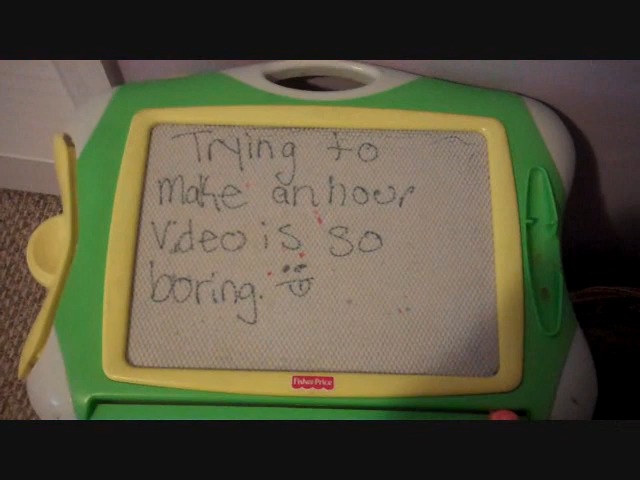 Trying to
make an hour
Video is so
boring.
Fisher-Price